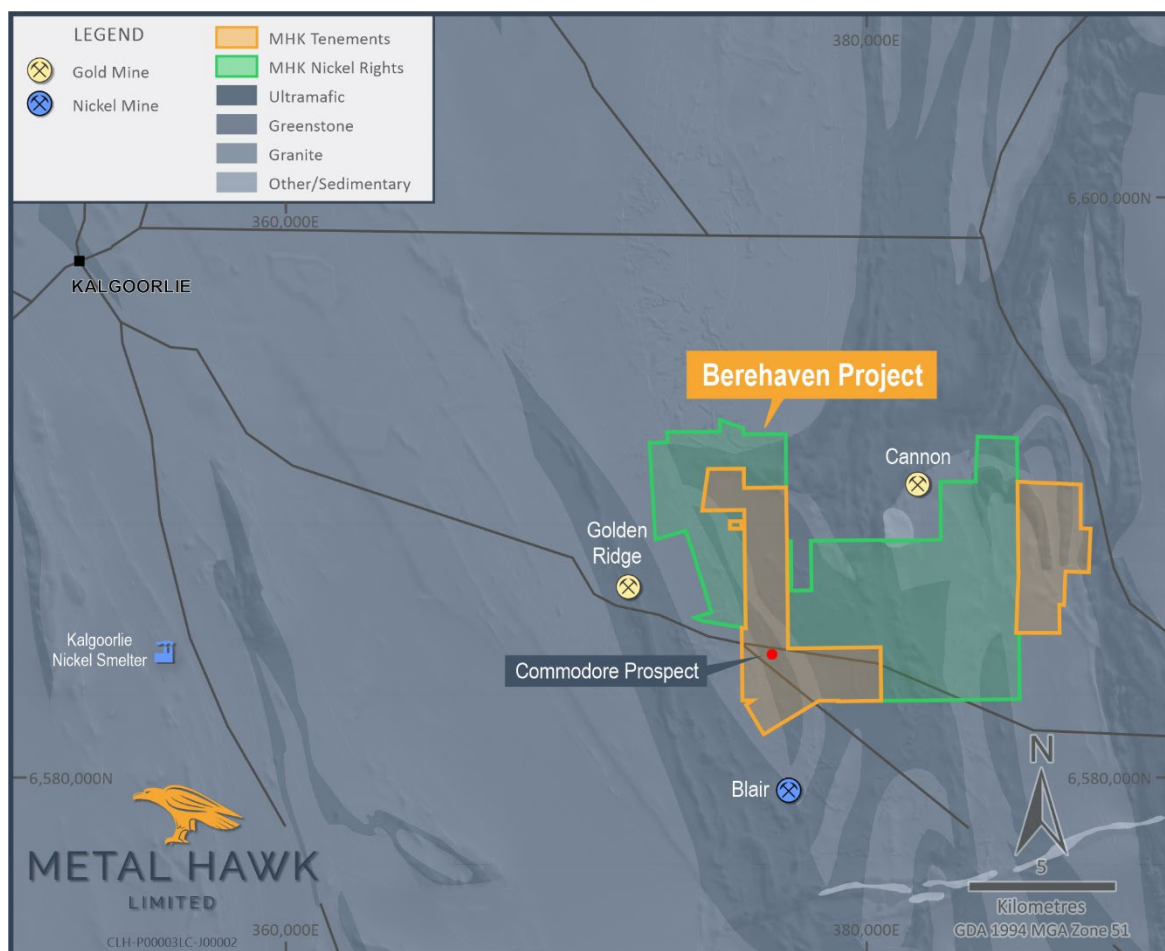 LEGEND
Gold Mine
Nickel Mine
MHK Tenements
MHK Nickel Rights
Ultramafic
Greenstone
Granite
Other/Sedimentary
380,000E
6,600,000N
360,000E
KALGOORLIE
Berehaven Project
Cannon
Golden
Ridge
Kalgoorlie
Nickel Smelter
Commodore Prospect
6,580,000N
6,580,000N
Blair
N
METAL HAWK
LIMITED
5
Kilometres
GDA 1994 MGA Zone 51
360,000E
380,000E
CLH-P00003LC-J00002